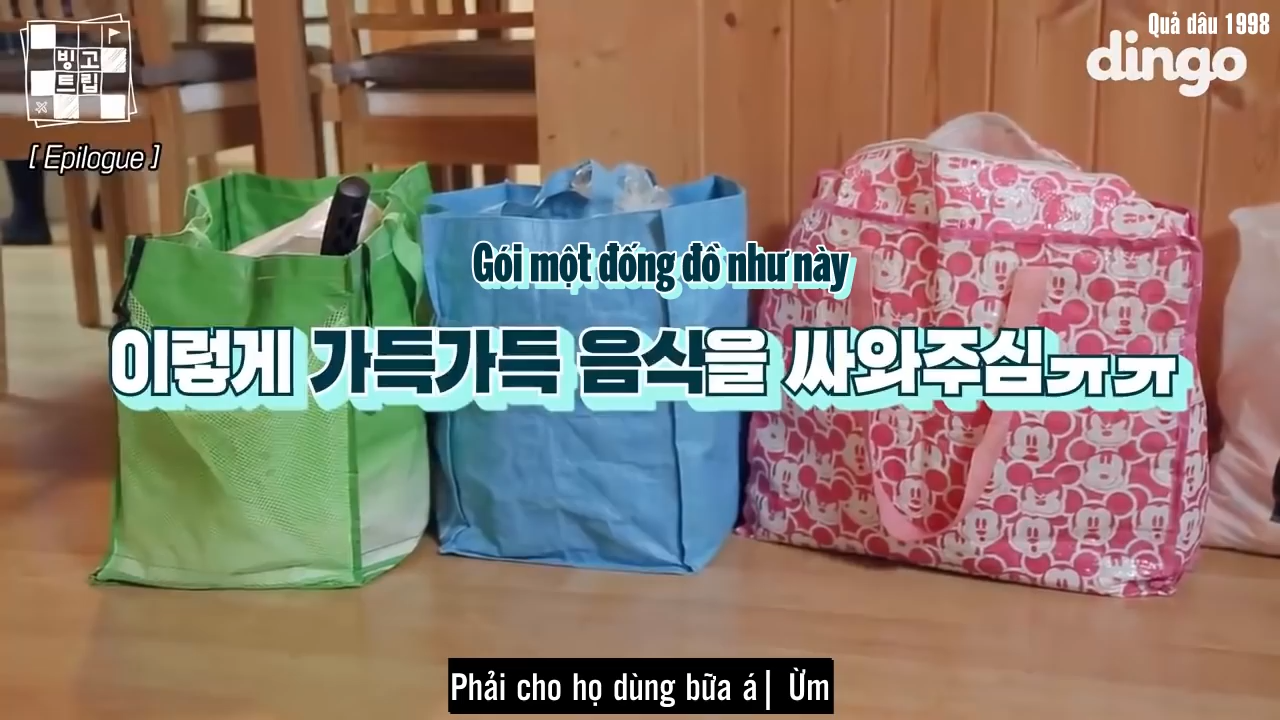 빙고
트립
[ Epilogue ]
Quả dâu 1998
dingo
Gói một đống đồ như này
이렇게 가득가득 음식을 싸와주심ㅠㅠ
Phải cho họ dùng bữa á| Ừm